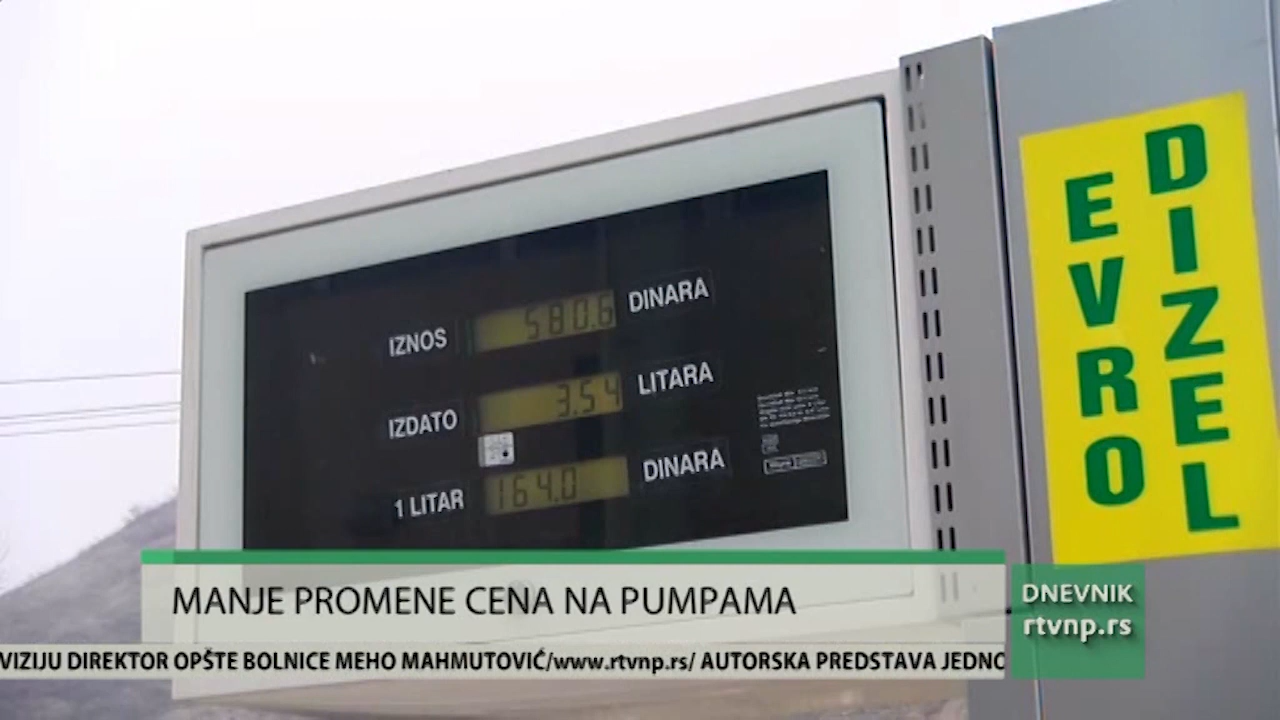 IZNOS 580.6 DINARA
IZDATO 3.54 LITARA
1 LITAR 164.0 DINARA
EVRO
DIZEL
MANJE PROMENE CENA NA PUMPAMA
DNEVNIK
rtvnp.rs
VIZIJU DIREKTOR OPŠTE BOLNICE MEHO MAHMUTOVIĆ/www.rtvnp.rs/ AUTORSKA PREDSTAVA JEDNO